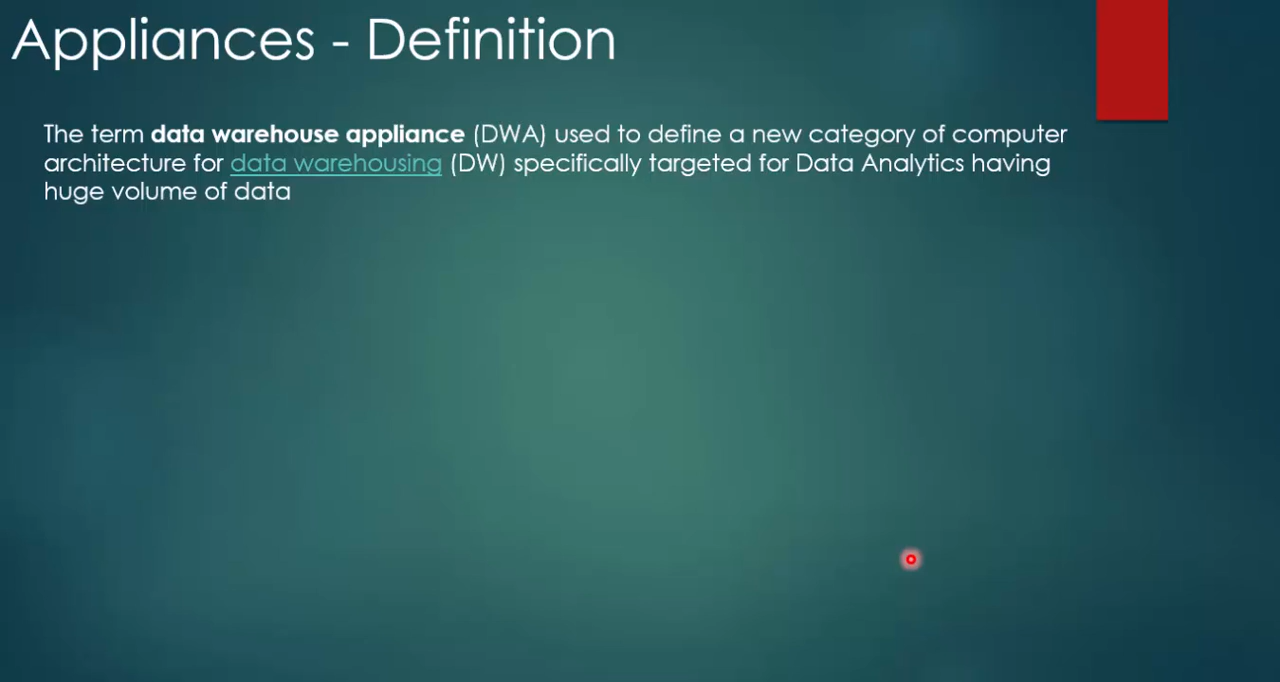 Appliances - Definition
The term data warehouse appliance (DWA) used to define a new category of computer
architecture for data warehousing (DW) specifically targeted for Data Analytics having
huge volume of data